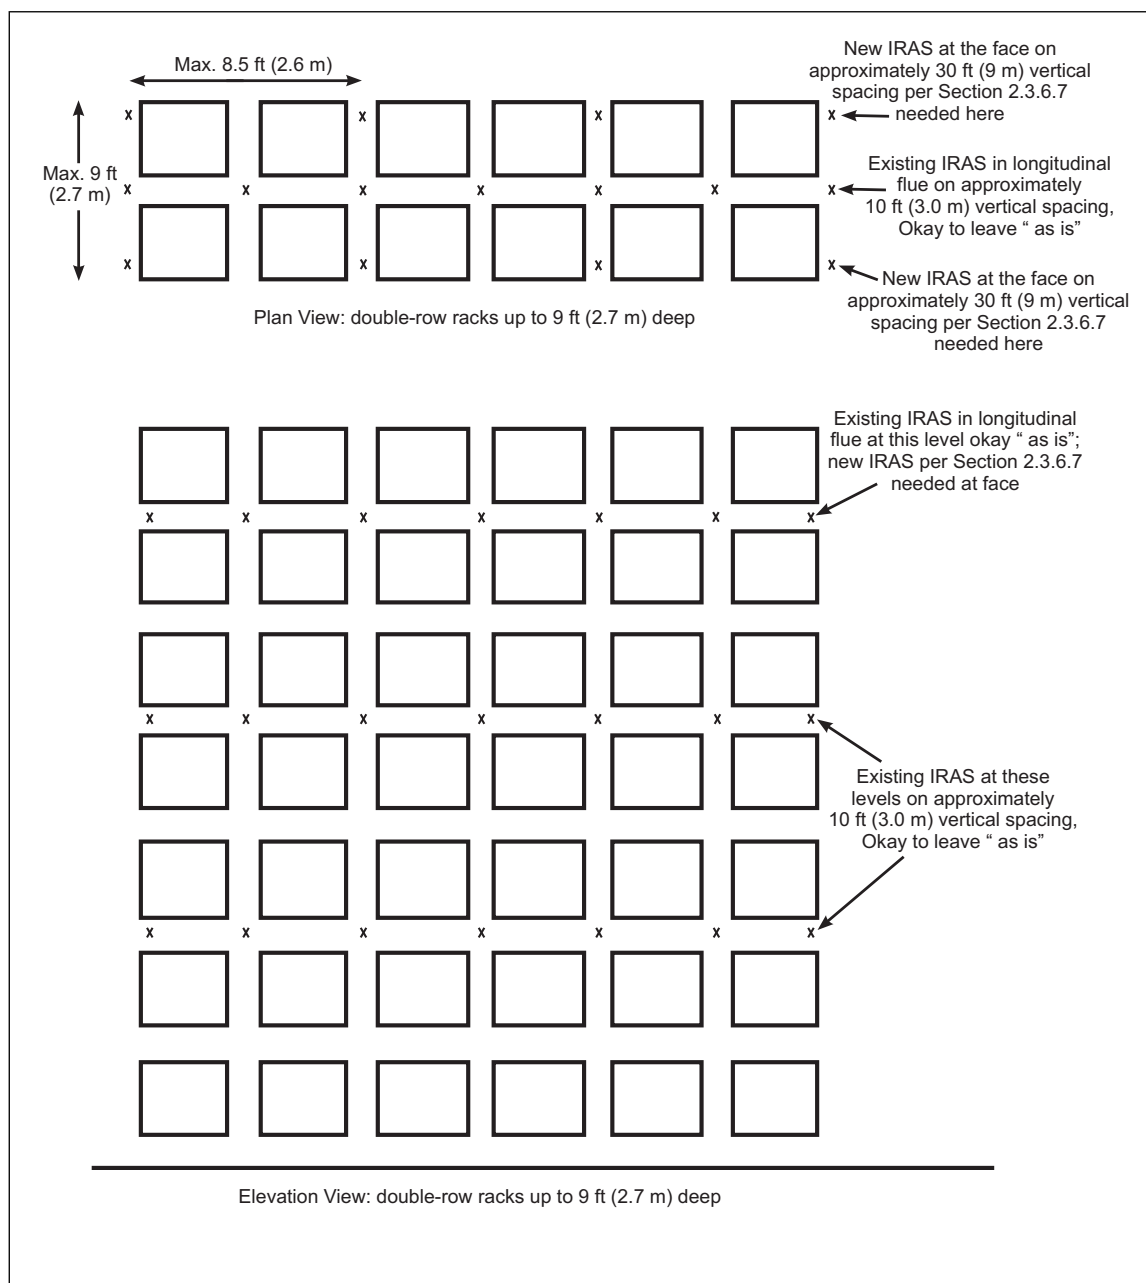 Max. 8.5 ft (2.6 m)
New IRAS at the face on
approximately 30 ft (9 m) vertical
spacing per Section 2.3.6.7
needed here
Max. 9 ft
(2.7 m)
Existing IRAS in longitudinal
flue on approximately
10 ft (3.0 m) vertical spacing,
Okay to leave “ as is”
New IRAS at the face on
approximately 30 ft (9 m) vertical
spacing per Section 2.3.6.7
needed here
Plan View: double-row racks up to 9 ft (2.7 m) deep
Existing IRAS in longitudinal
flue at this level okay “ as is”;
new IRAS per Section 2.3.6.7
needed at face
Existing IRAS at these
levels on approximately
10 ft (3.0 m) vertical spacing,
Okay to leave “ as is”
Elevation View: double-row racks up to 9 ft (2.7 m) deep